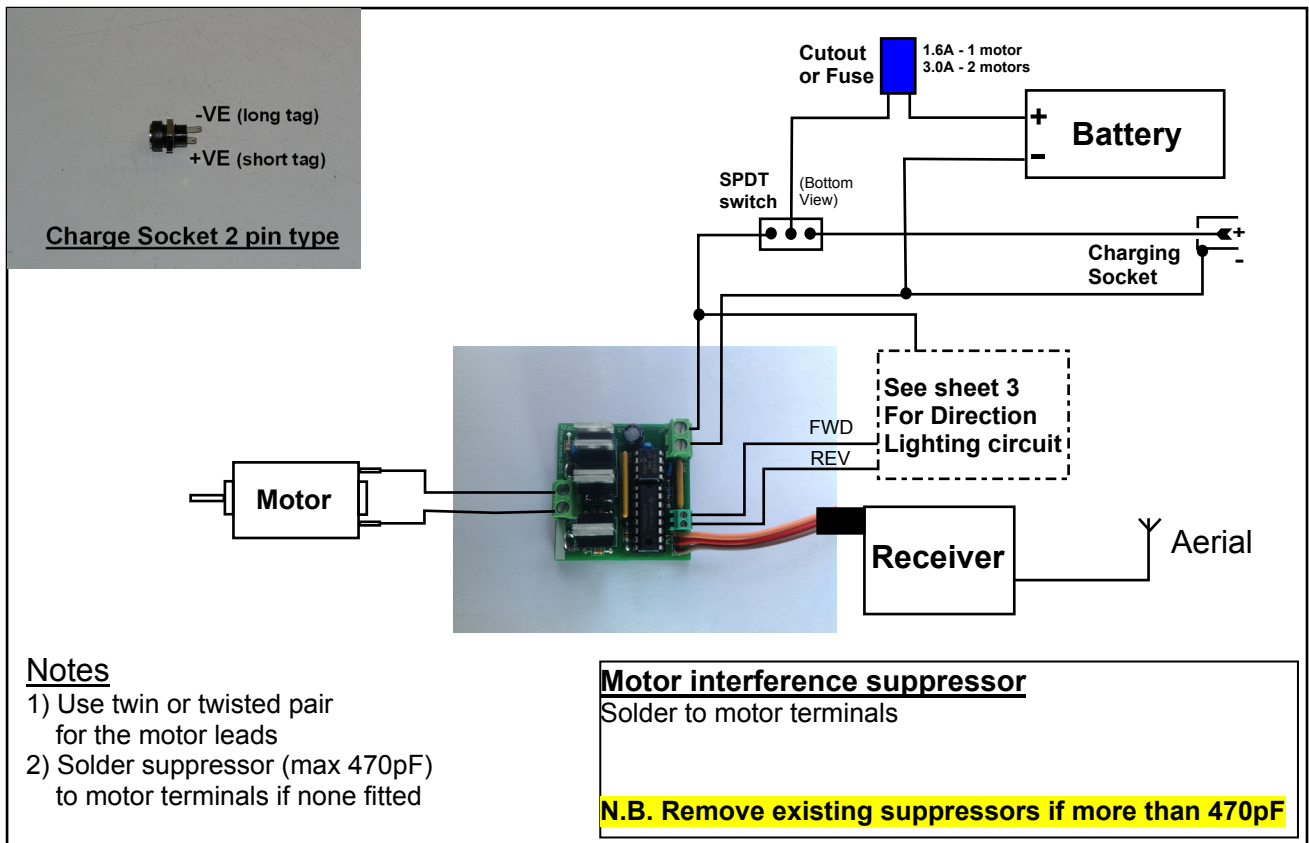 -VE (long tag)
+VE (short tag)
Charge Socket 2 pin type
Cutout
or Fuse
1.6A - 1 motor
3.0A - 2 motors
+
Battery
-
SPDT
switch
(Bottom
View)
+
Charging
Socket
-
See sheet 3
For Direction
Lighting circuit
FWD
REV
Motor
Receiver
Aerial
Notes
1) Use twin or twisted pair
for the motor leads
2) Solder suppressor (max 470pF)
to motor terminals if none fitted
Motor interference suppressor
Solder to motor terminals
N.B. Remove existing suppressors if more than 470pF